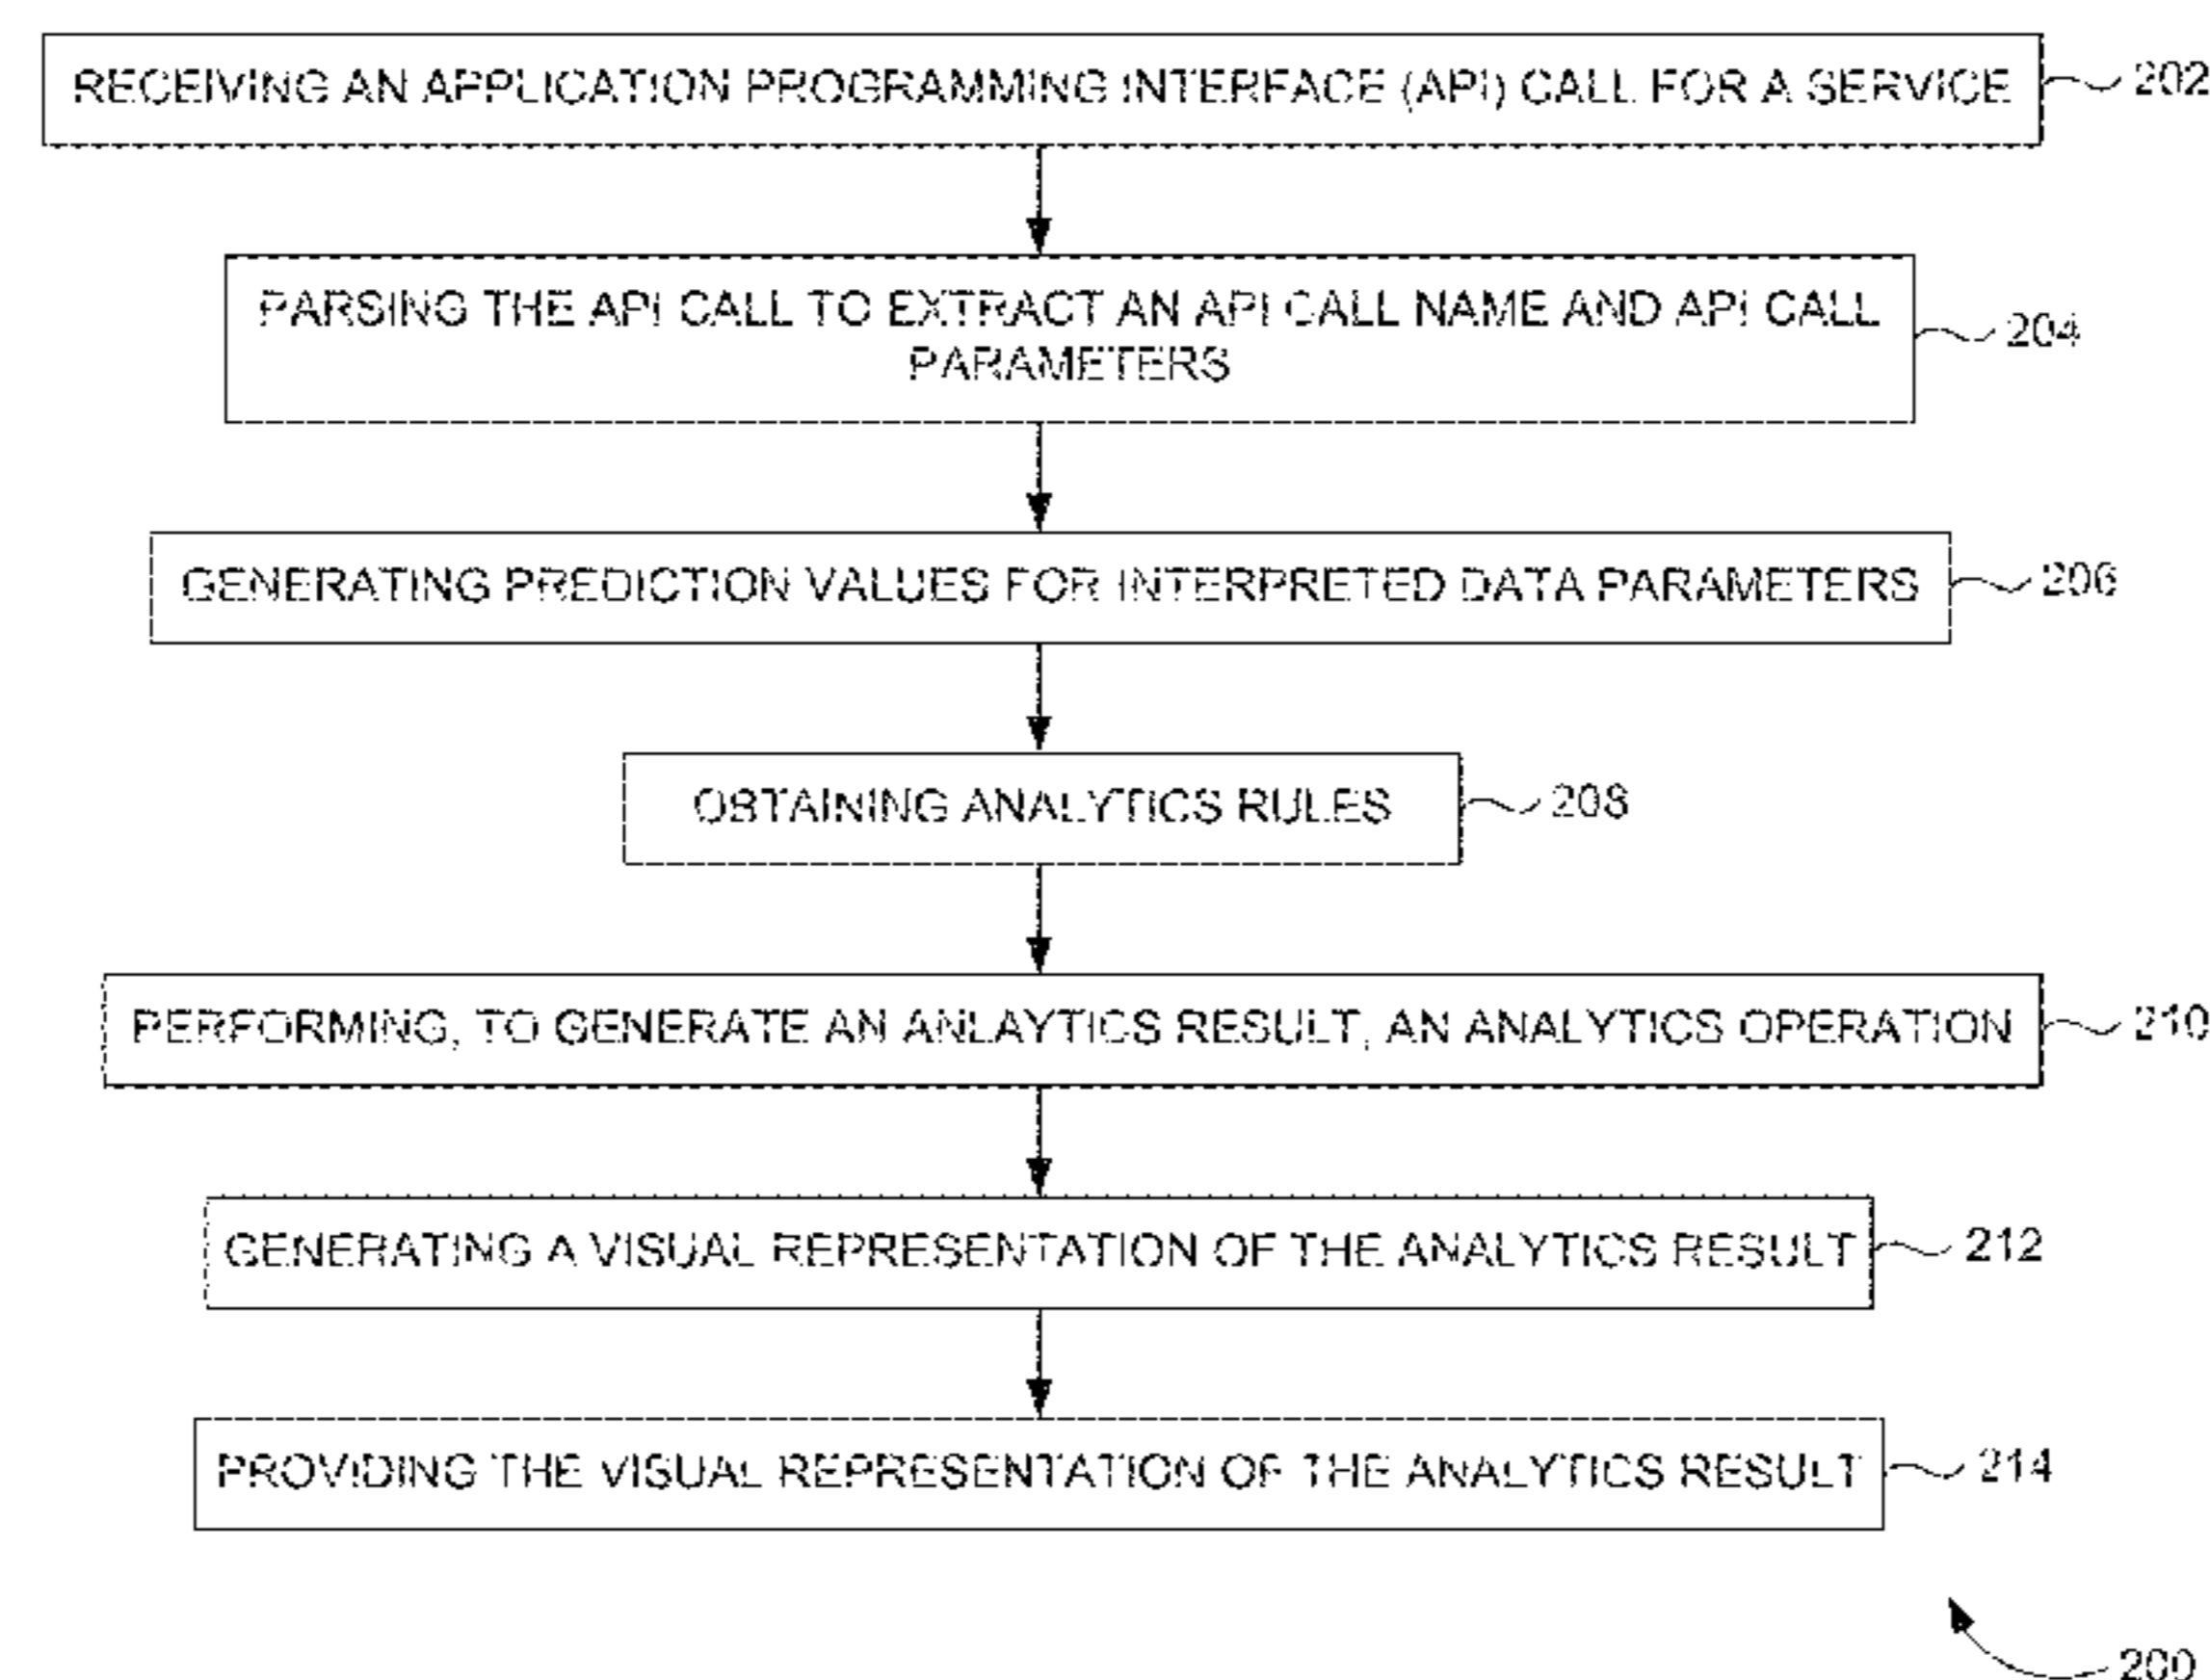 RECEIVING AN APPLICATION PROGRAMMING INTERFACE (API) CALL FOR A SERVICE
202
PARSING THE API CALL TO EXTRACT AN API CALL NAME AND API CALL
PARAMETERS
204
GENERATING PREDICTION VALUES FOR INTERPRETED DATA PARAMETERS
206
OBTAINING ANALYTICS RULES
208
PERFORMING, TO GENERATE AN ANLAYTICS RESULT, AN ANALYTICS OPERATION
210
GENERATING A VISUAL REPRESENTATION OF THE ANALYTICS RESULT
212
PROVIDING THE VISUAL REPRESENTATION OF THE ANALYTICS RESULT
214
200